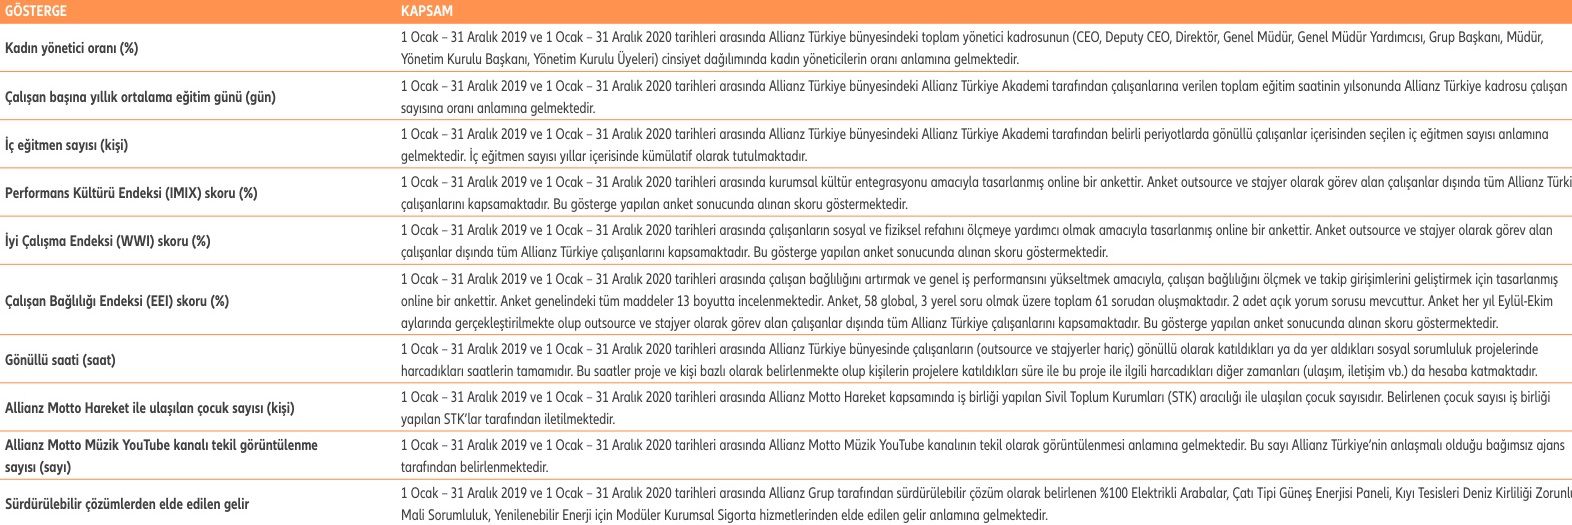 GÖSTERGE KAPSAM
Kadın yönetici oranı (%)
1 Ocak – 31 Aralık 2019 ve 1 Ocak – 31 Aralık 2020 tarihleri arasında Allianz Türkiye bünyesindeki toplam yönetici kadrosunun (CEO, Deputy CEO, Direktör, Genel Müdür, Genel Müdür Yardımcısı, Grup Başkanı, Müdür,
Yönetim Kurulu Başkanı, Yönetim Kurulu Üyeleri) cinsiyet dağılımında kadın yöneticilerin oranı anlamına gelmektedir.
Çalışan başına yıllık ortalama eğitim günü (gün)
1 Ocak – 31 Aralık 2019 ve 1 Ocak – 31 Aralık 2020 tarihleri arasında Allianz Türkiye bünyesindeki Allianz Türkiye Akademi tarafından çalışanlarına verilen toplam eğitim saatinin yılsonunda Allianz Türkiye kadrosu çalışan
sayısına oranı anlamına gelmektedir.
İç eğitmen sayısı (kişi)
1 Ocak – 31 Aralık 2019 ve 1 Ocak – 31 Aralık 2020 tarihleri arasında Allianz Türkiye bünyesindeki Allianz Türkiye Akademi tarafından belirli periyotlarda gönüllü çalışanlar içerisinden seçilen iç eğitmen sayısı anlamına
gelmektedir. İç eğitmen sayısı yıllar içerisinde kümülatif olarak tutulmaktadır.
Performans Kültürü Endeksi (IMIX) skoru (%)
1 Ocak – 31 Aralık 2019 ve 1 Ocak – 31 Aralık 2020 tarihleri arasında kurumsal kültür entegrasyonu amacıyla tasarlanmış online bir ankettir. Anket outsource ve stajyer olarak görev alan çalışanlar dışında tüm Allianz Türki
çalışanlarını kapsamaktadır. Bu gösterge yapılan anket sonucunda alınan skoru göstermektedir.
İyi Çalışma Endeksi (WWI) skoru (%)
1 Ocak – 31 Aralık 2019 ve 1 Ocak – 31 Aralık 2020 tarihleri arasında çalışanların sosyal ve fiziksel refahını ölçmeye yardımcı olmak amacıyla tasarlanmış online bir ankettir. Anket outsource ve stajyer olarak görev alan
çalışanlar dışında tüm Allianz Türkiye çalışanlarını kapsamaktadır. Bu gösterge yapılan anket sonucunda alınan skoru göstermektedir.
Çalışan Bağlılığı Endeksi (EEI) skoru (%)
1 Ocak – 31 Aralık 2019 ve 1 Ocak – 31 Aralık 2020 tarihleri arasında çalışan bağlılığını artırmak ve genel iş performansını yükseltmek amacıyla, çalışan bağlılığını ölçmek ve takip girişimlerini geliştirmek için tasarlanmış
online bir ankettir. Anket genelindeki tüm maddeler 13 boyutta incelenmektedir. Anket, 58 global, 3 yerel soru olmak üzere toplam 61 sorudan oluşmaktadır. 2 adet açık yorum sorusu mevcuttur. Anket her yıl Eylül-Ekim
aylarında gerçekleştirilmekte olup outsource ve stajyer olarak görev alan çalışanlar dışında tüm Allianz Türkiye çalışanlarını kapsamaktadır. Bu gösterge yapılan anket sonucunda alınan skoru göstermektedir.
Gönüllü saati (saat)
1 Ocak – 31 Aralık 2019 ve 1 Ocak – 31 Aralık 2020 tarihleri arasında Allianz Türkiye bünyesinde çalışanların (outsource ve stajyerler hariç) gönüllü olarak katıldıkları ya da yer aldıkları sosyal sorumluluk projelerinde
harcadıkları saatlerin tamamıdır. Bu saatler proje ve kişi bazlı olarak belirlenmekte olup kişilerin projelere katıldıkları süre ile bu proje ile ilgili harcadıkları diğer zamanları (ulaşım, iletişim vb.) da hesaba katmaktadır.
Allianz Motto Hareket ile ulaşılan çocuk sayısı (kişi)
1 Ocak – 31 Aralık 2019 ve 1 Ocak – 31 Aralık 2020 tarihleri arasında Allianz Motto Hareket kapsamında iş birliği yapılan Sivil Toplum Kurumları (STK) aracılığı ile ulaşılan çocuk sayısıdır. Belirlenen çocuk sayısı iş birliği
yapılan STK’lar tarafından iletilmektedir.
Allianz Motto Müzik YouTube kanalı tekil görüntülenme
sayısı (sayı)
1 Ocak – 31 Aralık 2019 ve 1 Ocak – 31 Aralık 2020 tarihleri arasında Allianz Motto Müzik YouTube kanalının tekil olarak görüntülenmesi anlamına gelmektedir. Bu sayı Allianz Türkiye’nin anlaşmalı olduğu bağımsız ajans
tarafından belirlenmektedir.
Sürdürülebilir çözümlerden elde edilen gelir
1 Ocak – 31 Aralık 2019 ve 1 Ocak – 31 Aralık 2020 tarihleri arasında Allianz Grup tarafından sürdürülebilir çözüm olarak belirlenen %100 Elektrikli Arabalar, Çatı Tipi Güneş Enerjisi Paneli, Kıyı Tesisleri Deniz Kirliliği Zorunlu
Mali Sorumluluk, Yenilenebilir Enerji için Modüler Kurumsal Sigorta hizmetlerinden elde edilen gelir anlamına gelmektedir.